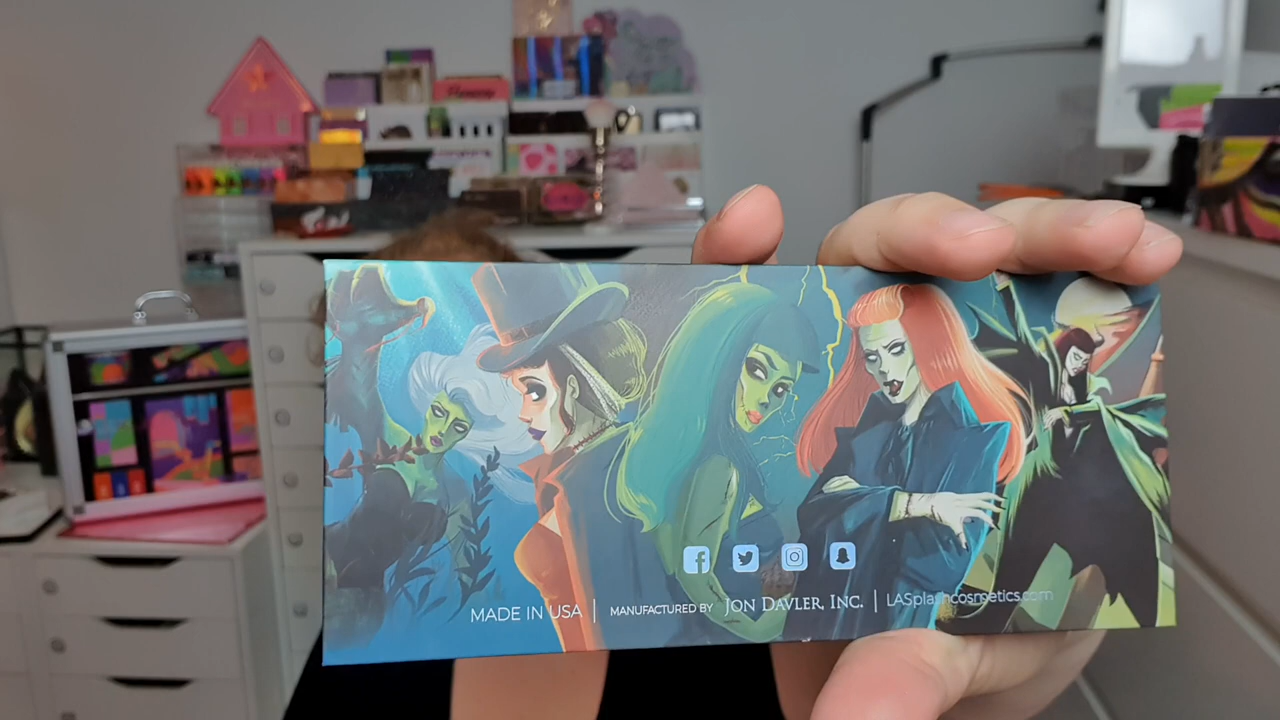 MADE IN USA | MANUFACTURED BY JON DAVLER, INC. | LASplashcosmetics.com